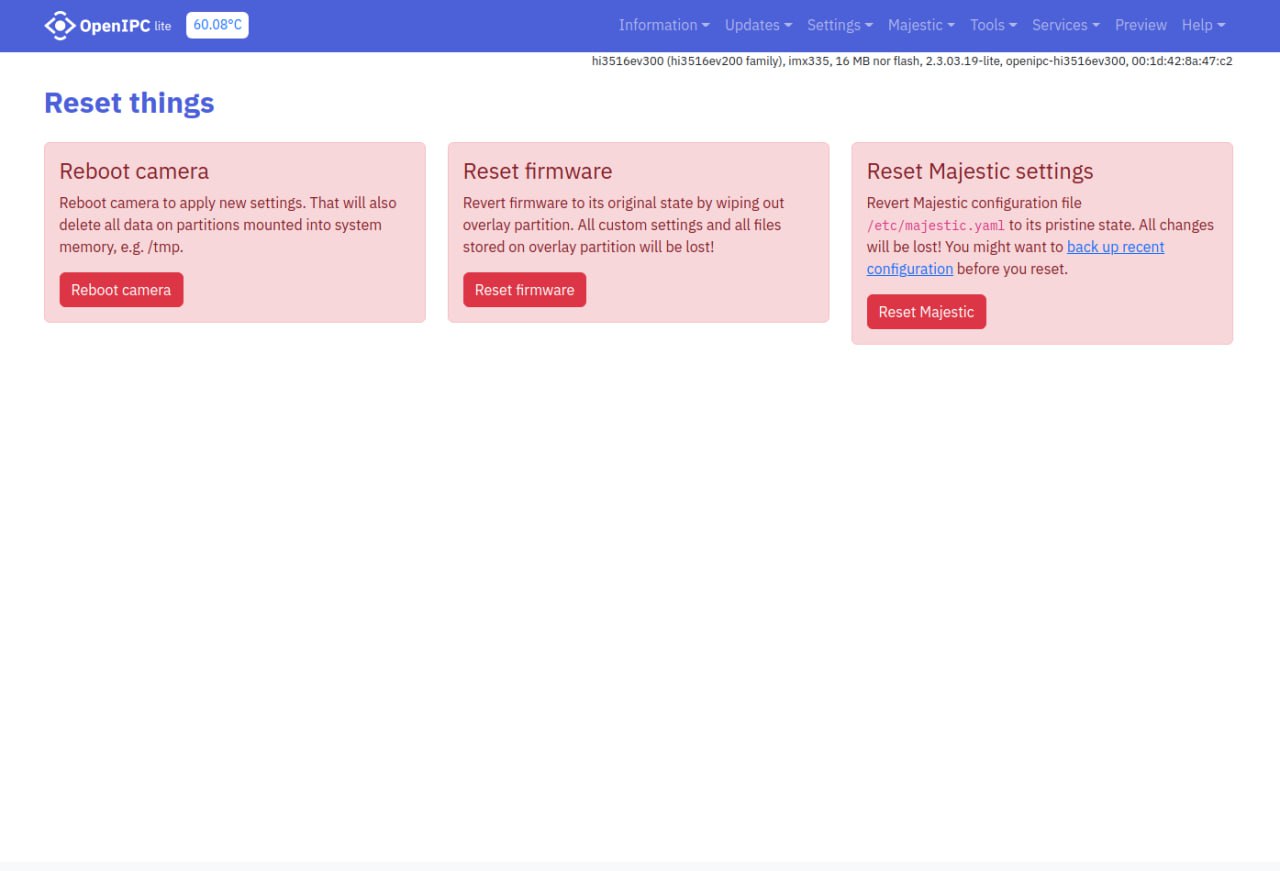 OpenIPC lite 60.08°C Information Updates Settings Majestic Tools Services Preview Help
hi3516ev300 (hi3516ev200 family), imx335, 16 MB nor flash, 2.3.03.19-lite, openipc-hi3516ev300, 00:1d:42:8a:47:c2
Reset things
Reboot camera
Reboot camera to apply new settings. That will also
delete all data on partitions mounted into system
memory, e.g. /tmp.
Reboot camera
Reset firmware
Revert firmware to its original state by wiping out
overlay partition. All custom settings and all files
stored on overlay partition will be lost!
Reset firmware
Reset Majestic settings
Revert Majestic configuration file
/etc/majestic.yaml to its pristine state. All changes
will be lost! You might want to back up recent
configuration before you reset.
Reset Majestic